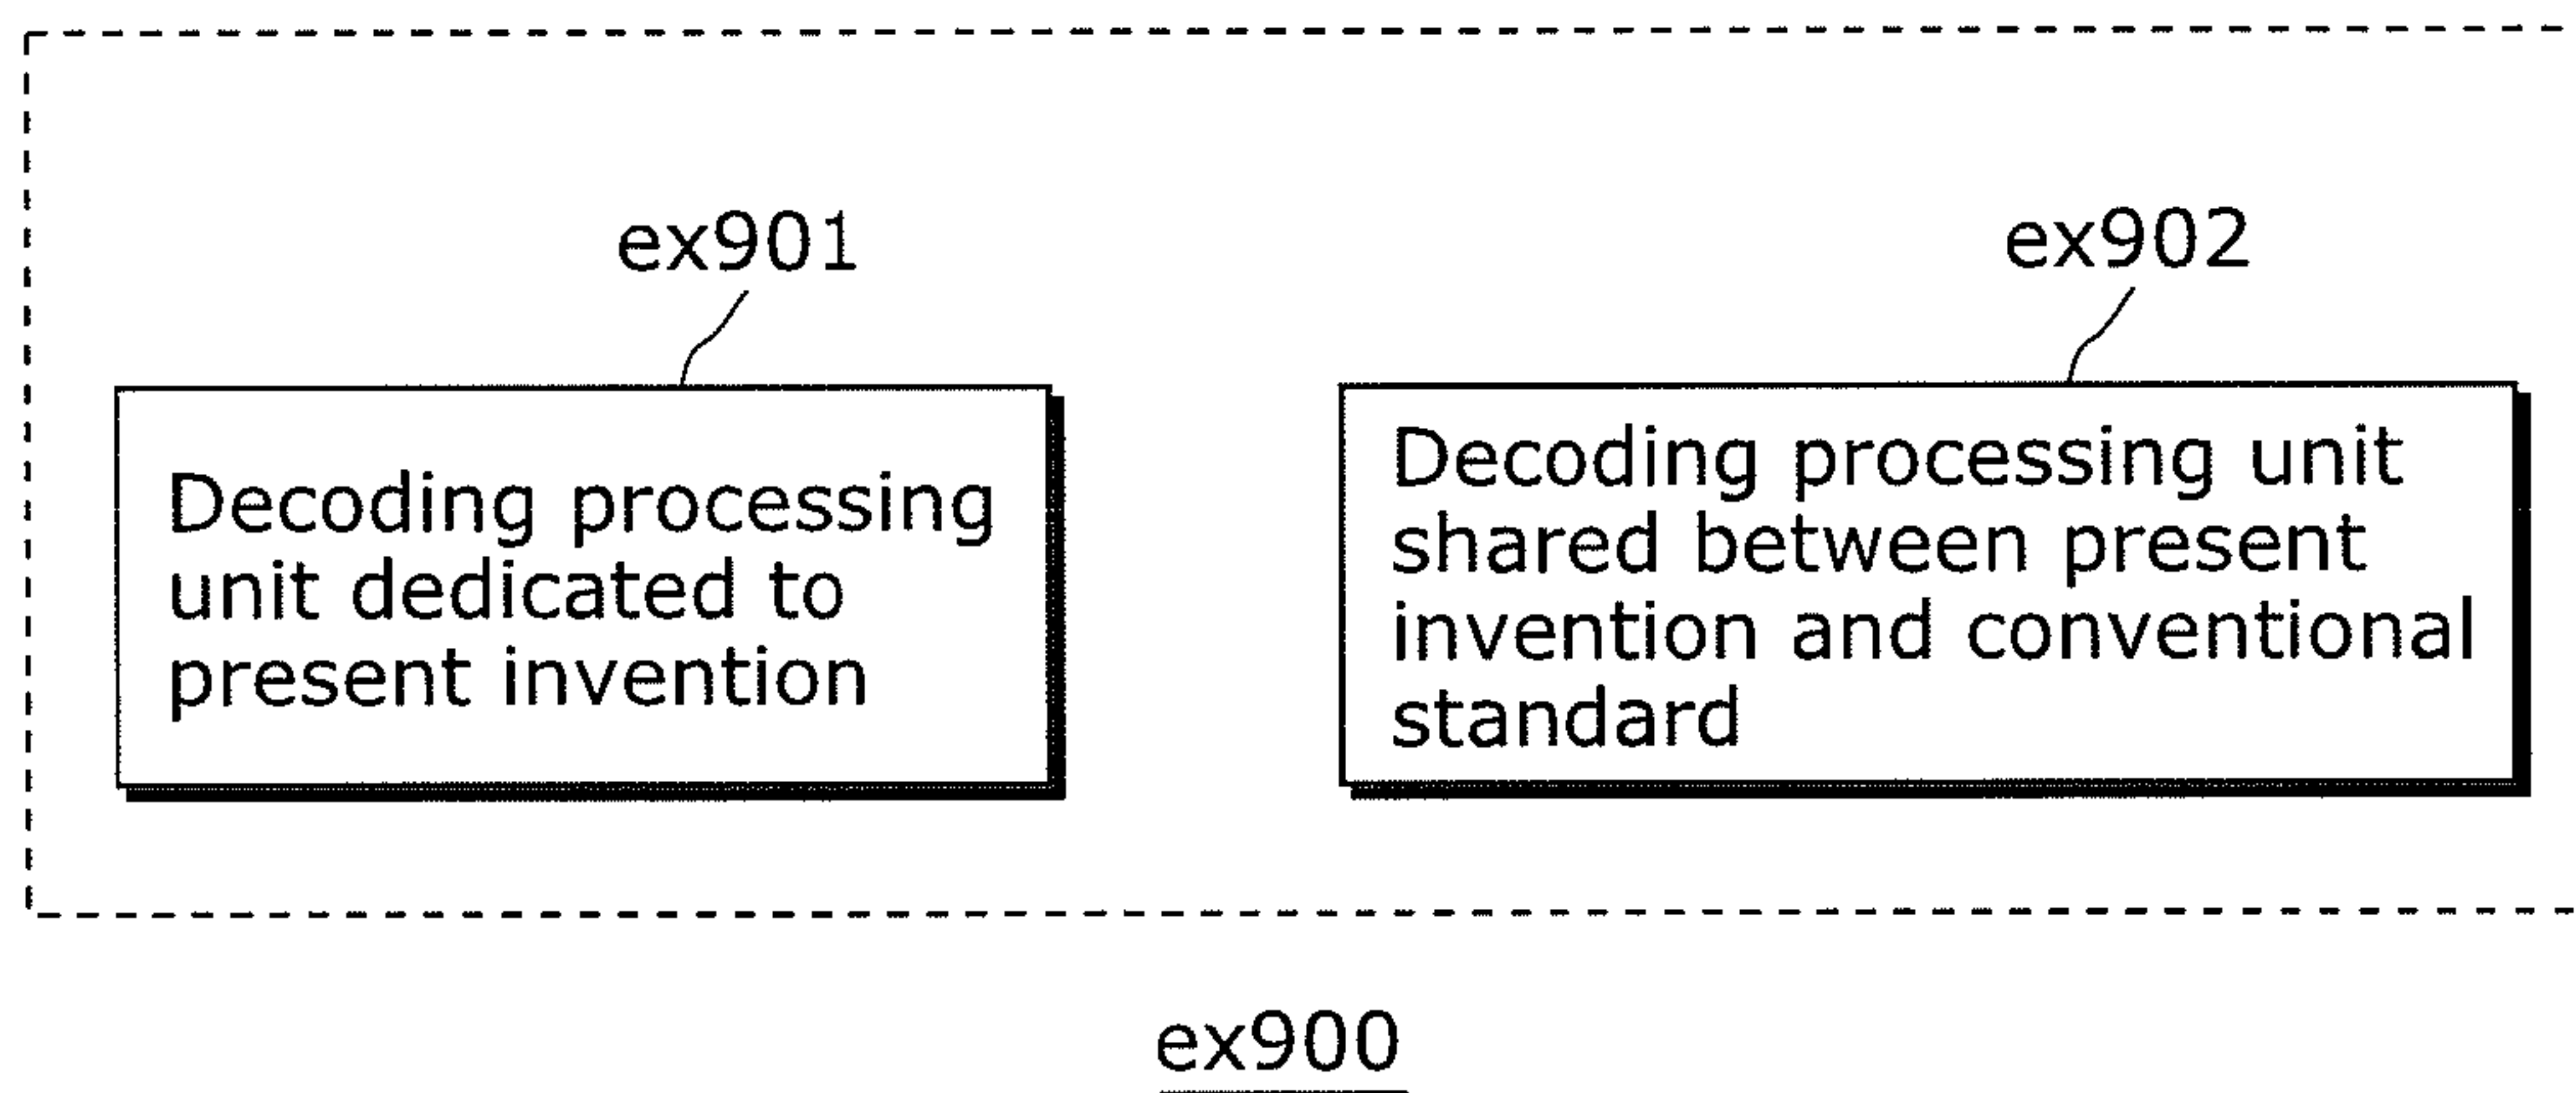 ex901
Decoding processing
unit dedicated to
present invention
ex902
Decoding processing unit
shared between present
invention and conventional
standard
ex900